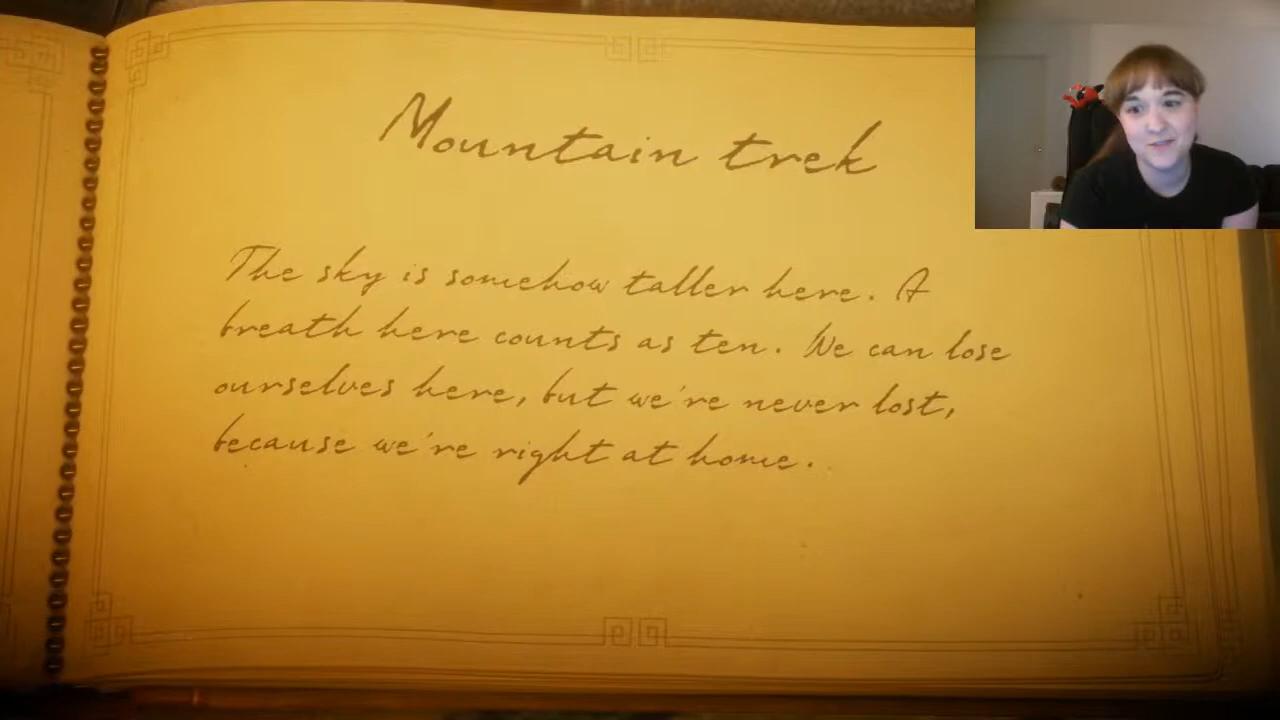 Mountain trek
The sky is somehow taller here. A
breath here counts as ten. We can lose
ourselves here, but we're never lost,
because we're right at home.